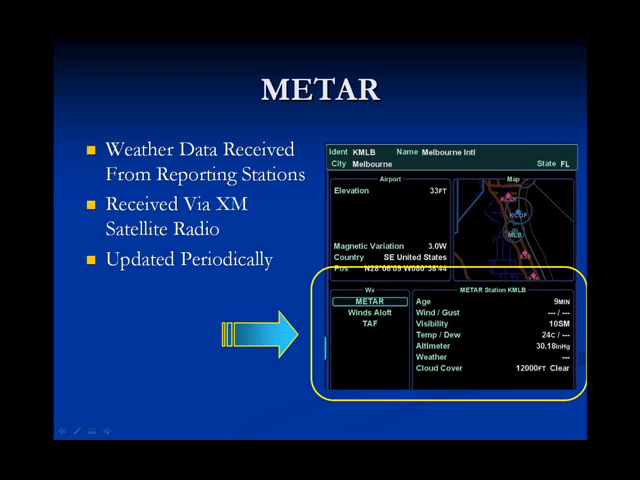 METAR
Weather Data Received
From Reporting Stations
Received Via XM
Satellite Radio
Updated Periodically
Ident KMLB Name Melbourne Intl
City Melbourne State FL
Airport
Elevation 33FT
Magnetic Variation 3.0W
Country SE United States
Pos N28°06'09 W080°38'44
Map
KCOF
MLB
Wx
METAR
Winds Aloft
TAF
METAR Station KMLB
Age 9MIN
Wind / Gust --- / ---
Visibility 10SM
Temp / Dew 24C / ---
Altimeter 30.18inHg
Weather ---
Cloud Cover 12000FT Clear